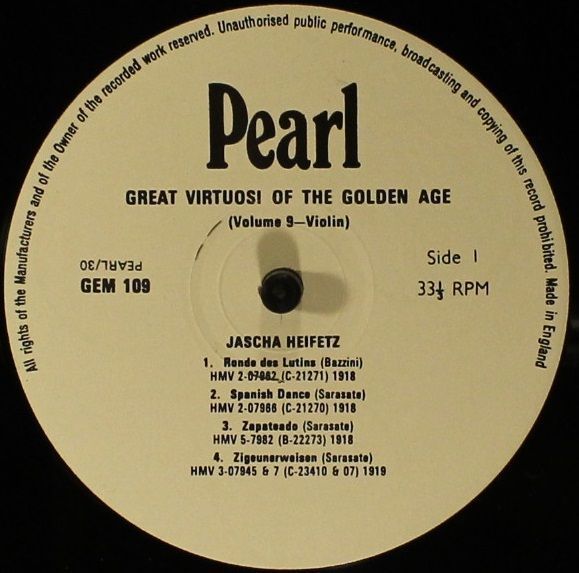 All rights of the Manufacturers and of the Owner of the recorded work reserved. Unauthorised public performance, broadcasting and copying of this record prohibited. Made in England
Pearl
GREAT VIRTUOSI OF THE GOLDEN AGE
(Volume 9—Violin)
PEARL/30
GEM 109
Side 1
33⅓ RPM
JASCHA HEIFETZ
1. Ronde des Lutins (Bazzini)
HMV 2-07962 (C-21271) 1918
2. Spanish Dance (Sarasate)
HMV 2-07966 (C-21270) 1918
3. Zapateado (Sarasate)
HMV 5-7982 (B-22273) 1918
4. Zigeunerweisen (Sarasate)
HMV 3-07945 & 7 (C-23410 & 07) 1919